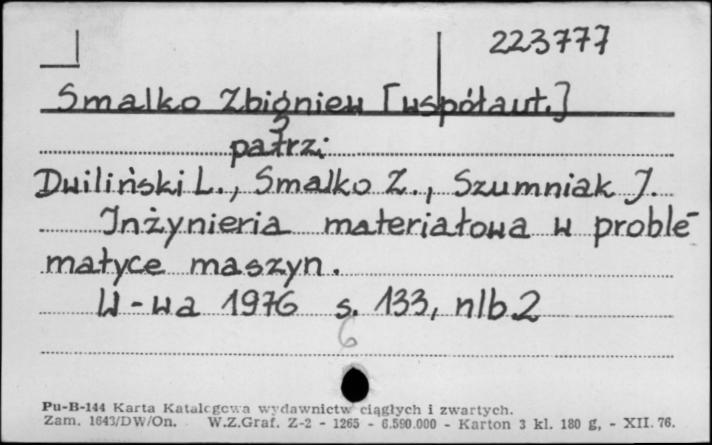 223777
Smalko Zbigniew [współaut.]
patrz:
Dwiliński L., Smalko Z., Szumniak J.
Inżynieria materiałowa w proble-
matyce maszyn.
W-wa 1976 s. 133, nlb 2
6
Pu-B-144 Karta Katalogowa wydawnictw ciągłych i zwartych.
Zam. 1643/DW/On. W.Z.Graf. Z-2 - 1265 - 6.590.000 - Karton 3 kl. 180 g, - XII. 76.